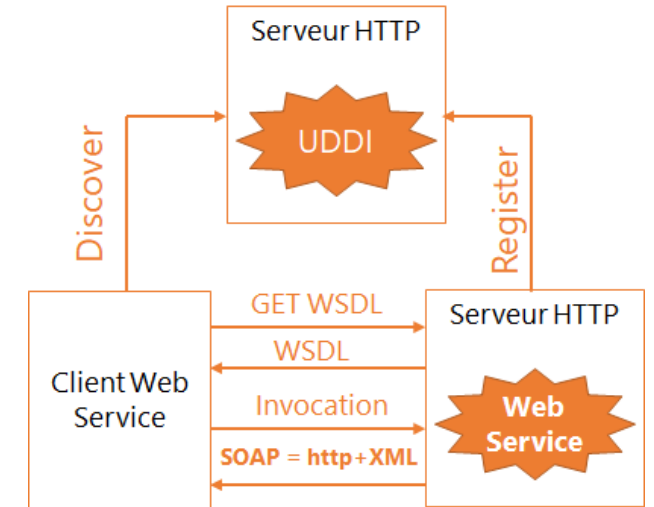 Serveur HTTP
UDDI
Discover
Register
GET WSDL
Serveur HTTP
WSDL
Client Web
Service
Invocation
Web
Service
SOAP = http+XML